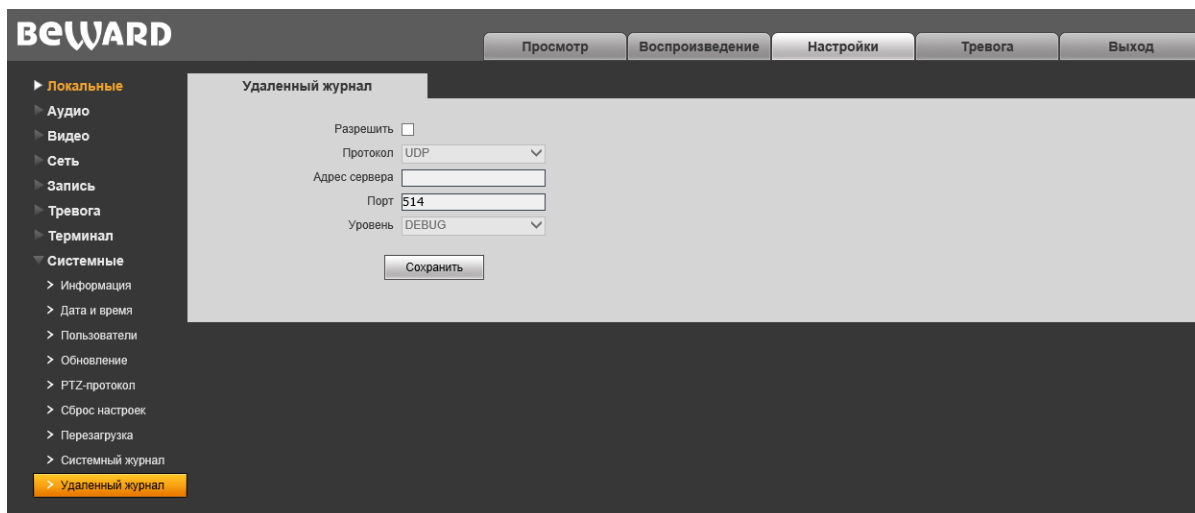 BEWARD
Просмотр Воспроизведение Настройки Тревога Выход
Локальные
Аудио
Видео
Сеть
Запись
Тревога
Терминал
Системные
Информация
Дата и время
Пользователи
Обновление
PTZ-протокол
Сброс настроек
Перезагрузка
Системный журнал
Удаленный журнал
Удаленный журнал
Разрешить
Протокол UDP
Адрес сервера
Порт 514
Уровень DEBUG
Сохранить